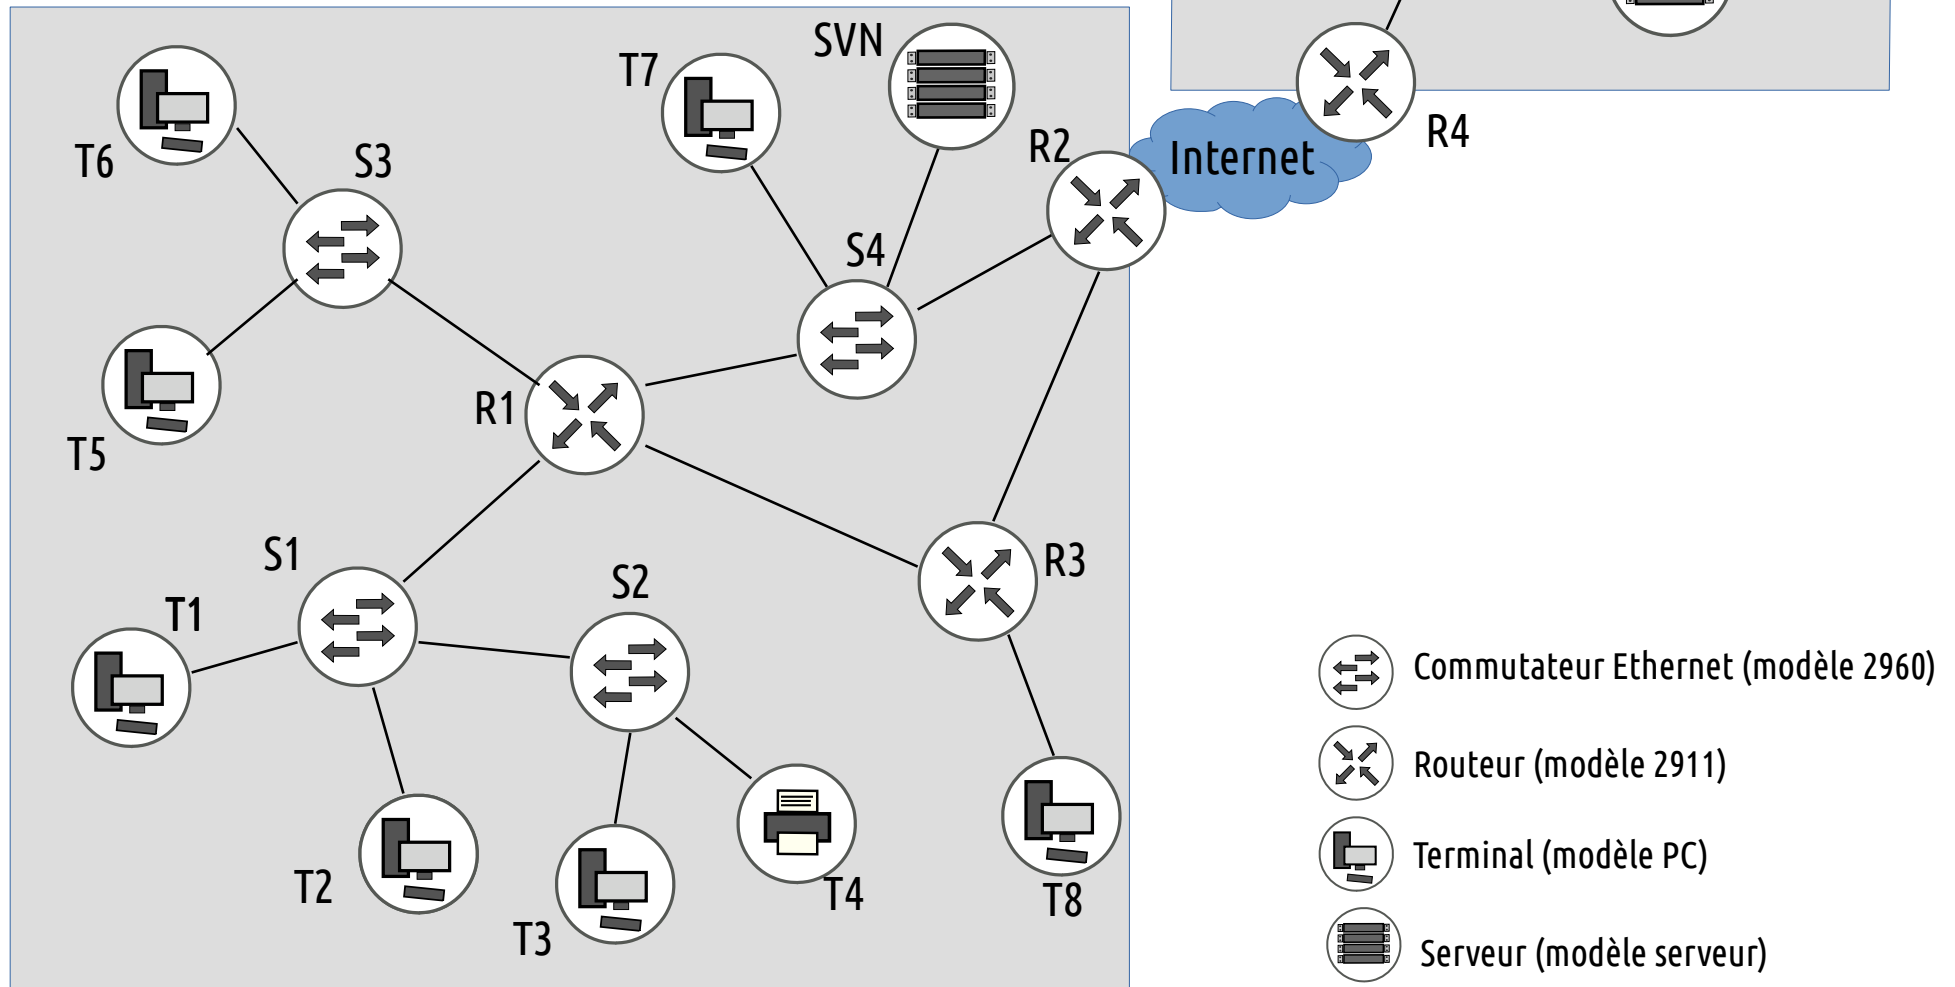 SVN
T7
R4
R2
Internet
T6
S3
S4
R1
T5
S1
S2
R3
T1
T2
T3
T4
T8
Commutateur Ethernet (modèle 2960)
Routeur (modèle 2911)
Terminal (modèle PC)
Serveur (modèle serveur)